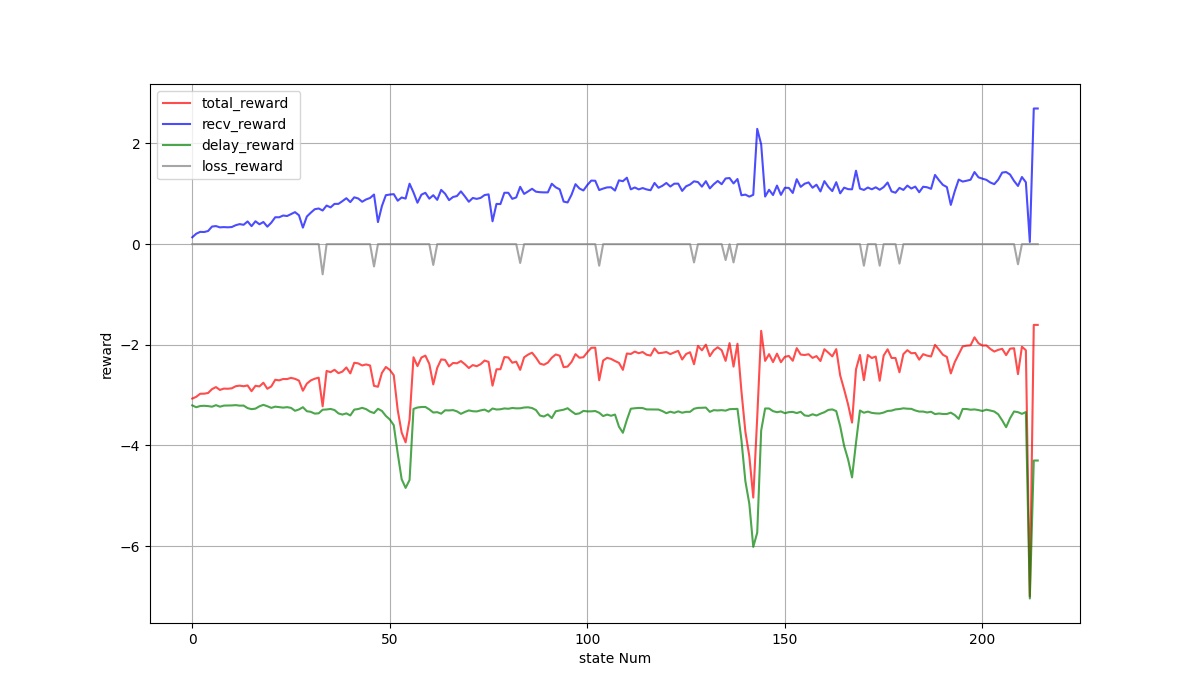 total_reward
recv_reward
delay_reward
loss_reward
2
0
−2
−4
−6
reward
0 50 100 150 200
state Num